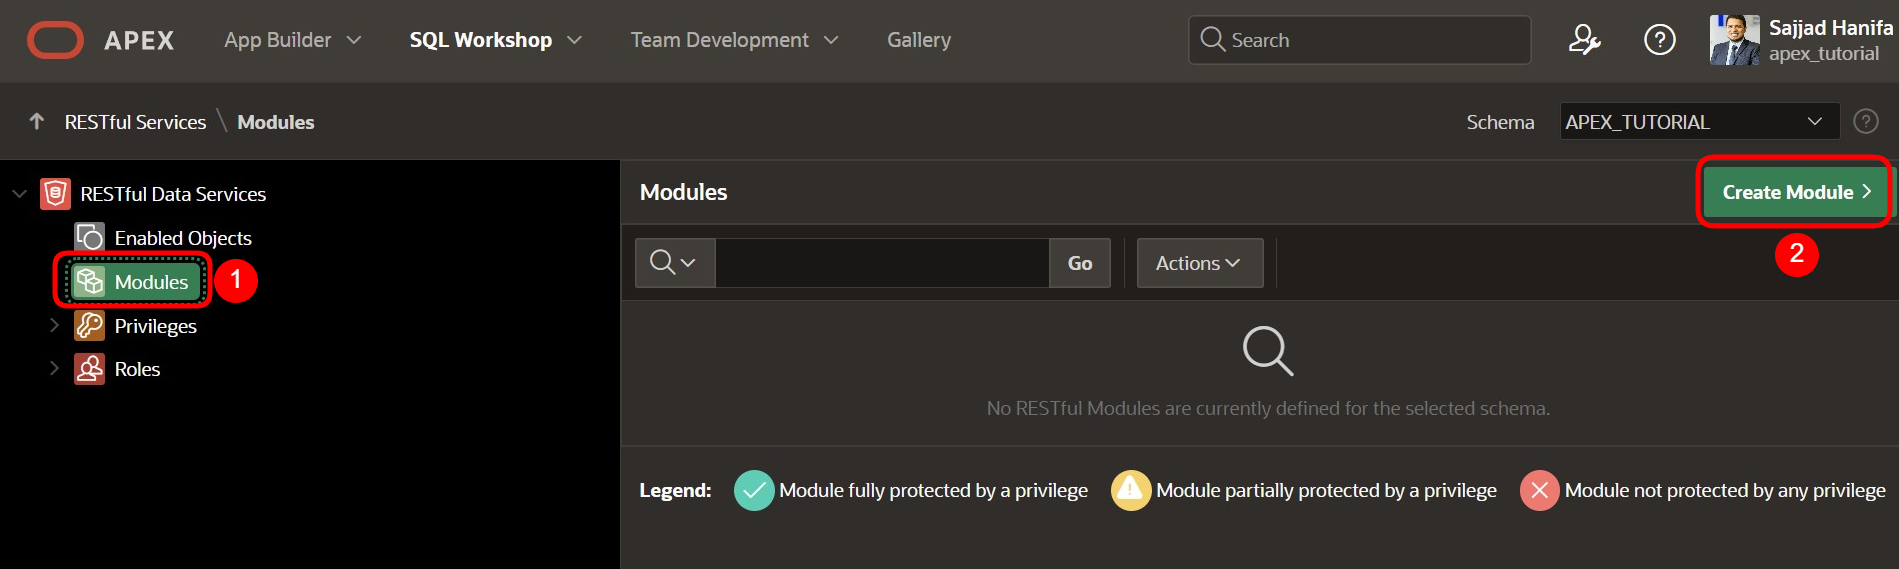 APEX App Builder SQL Workshop Team Development Gallery Search ? Sajjad Hanifa
apex_tutorial
RESTful Services \ Modules Schema APEX_TUTORIAL ?
RESTful Data Services
Enabled Objects
Modules 1
Privileges
Roles
Modules Create Module
2
Go Actions
No RESTful Modules are currently defined for the selected schema.
Legend: Module fully protected by a privilege Module partially protected by a privilege Module not protected by any privilege